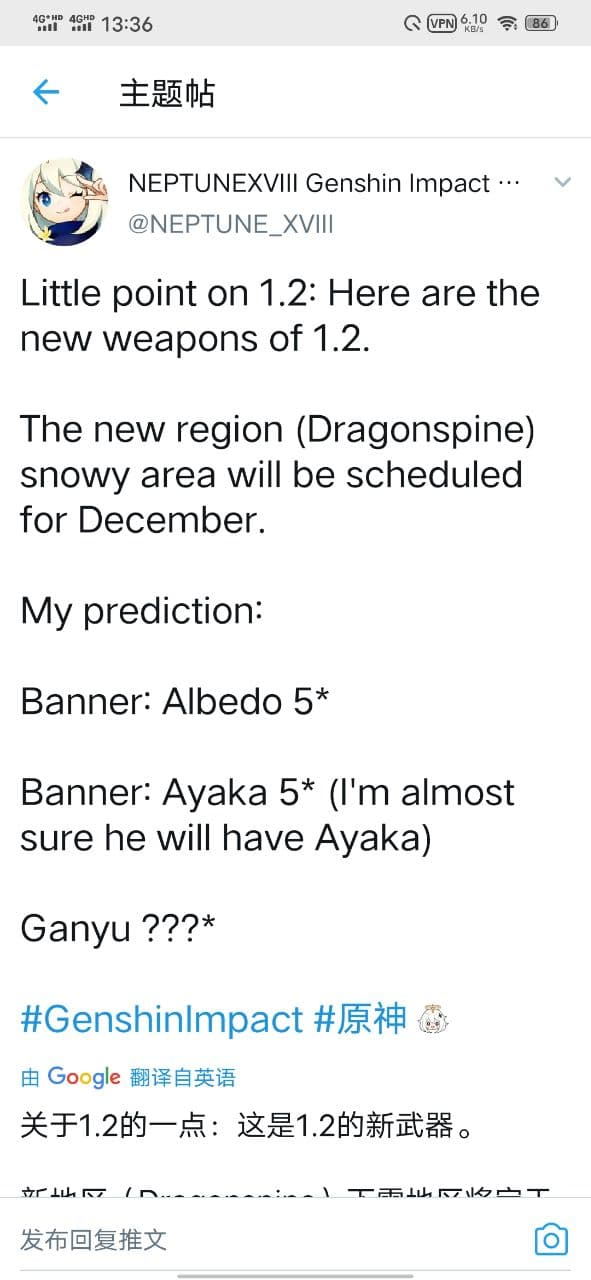 4G+HD 4GHD 13:36 VPN 6.10 KB/s 86
主题帖
NEPTUNEXVIII Genshin Impact ···
@NEPTUNE_XVIII
Little point on 1.2: Here are the
new weapons of 1.2.
The new region (Dragonspine)
snowy area will be scheduled
for December.
My prediction:
Banner: Albedo 5*
Banner: Ayaka 5* (I'm almost
sure he will have Ayaka)
Ganyu ???*
#GenshinImpact #原神
由 Google 翻译自英语
关于1.2的一点：这是1.2的新武器。
发布回复推文